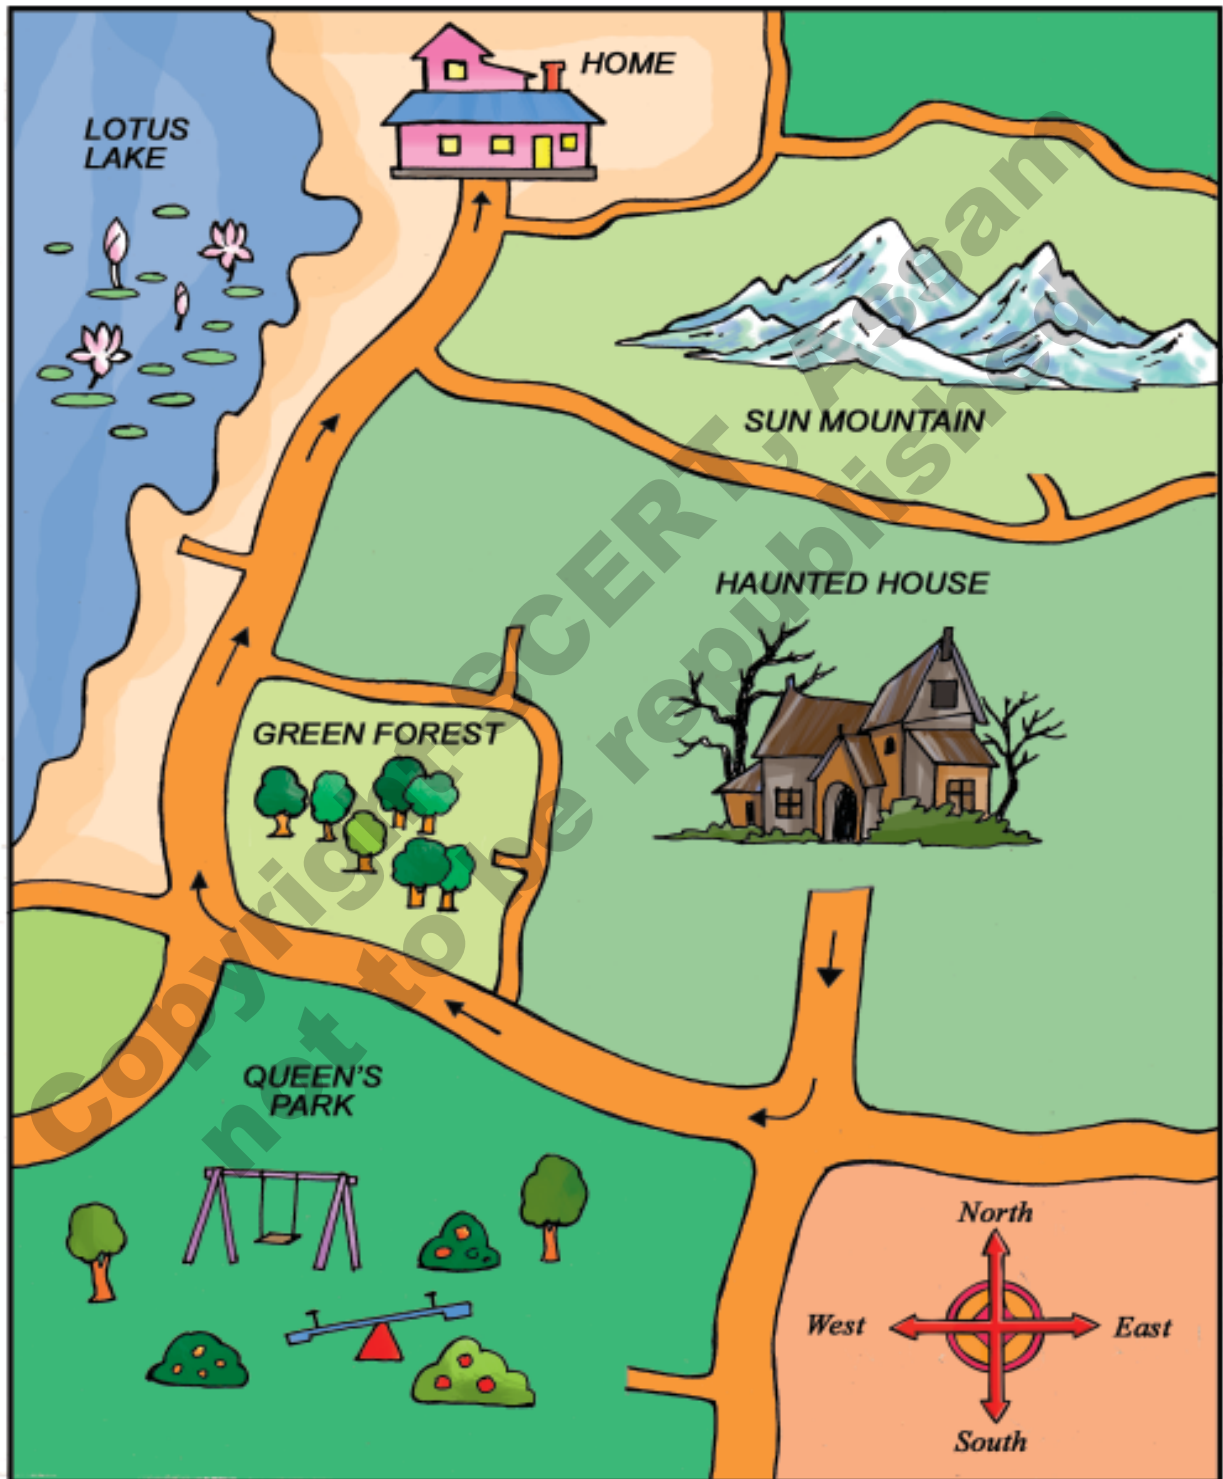 HOME
LOTUS
LAKE
SUN MOUNTAIN
HAUNTED HOUSE
GREEN FOREST
QUEEN'S
PARK
North
West
East
South
Copyright SCERT, Assam
not to be republished